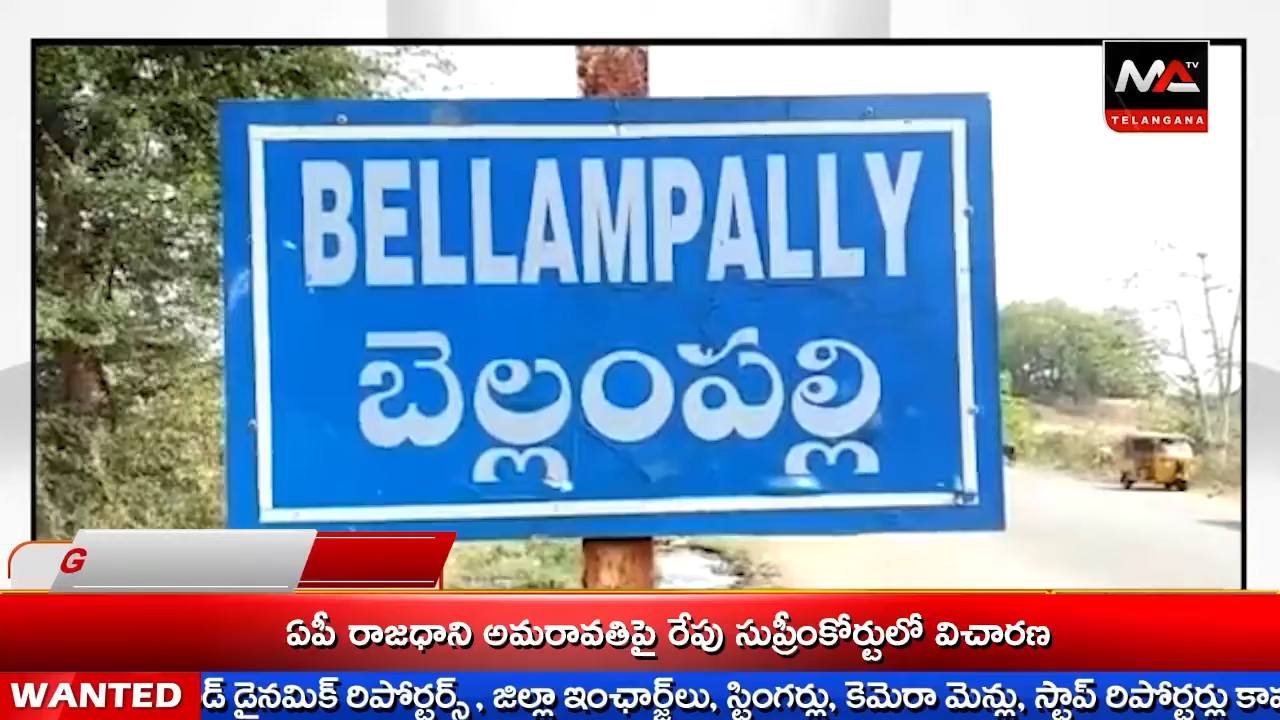 MA TV
TELANGANA
BELLAMPALLY
బెల్లంపల్లి
G
ఏపీ రాజధాని అమరావతిపై రేపు సుప్రీంకోర్టులో విచారణ
WANTED డైనమిక్ రిపోర్టర్స్, జిల్లా ఇంఛార్జ్‌లు, స్టింగర్లు, కెమెరా మెన్లు, స్టాప్ రిపోర్టర్లు